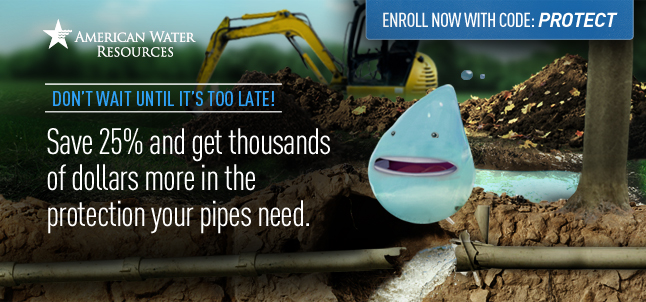 AMERICAN WATER
RESOURCES
ENROLL NOW WITH CODE: PROTECT
DON'T WAIT UNTIL IT'S TOO LATE!
Save 25% and get thousands
of dollars more in the
protection your pipes need.